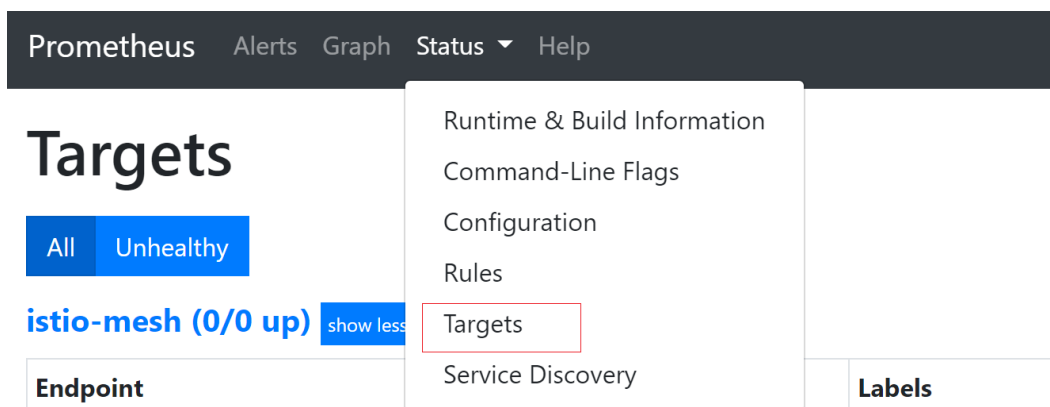 Prometheus Alerts Graph Status Help
Runtime & Build Information
Targets
Command-Line Flags
Configuration
All Unhealthy
Rules
istio-mesh (0/0 up) show less
Targets
Service Discovery
Endpoint Labels